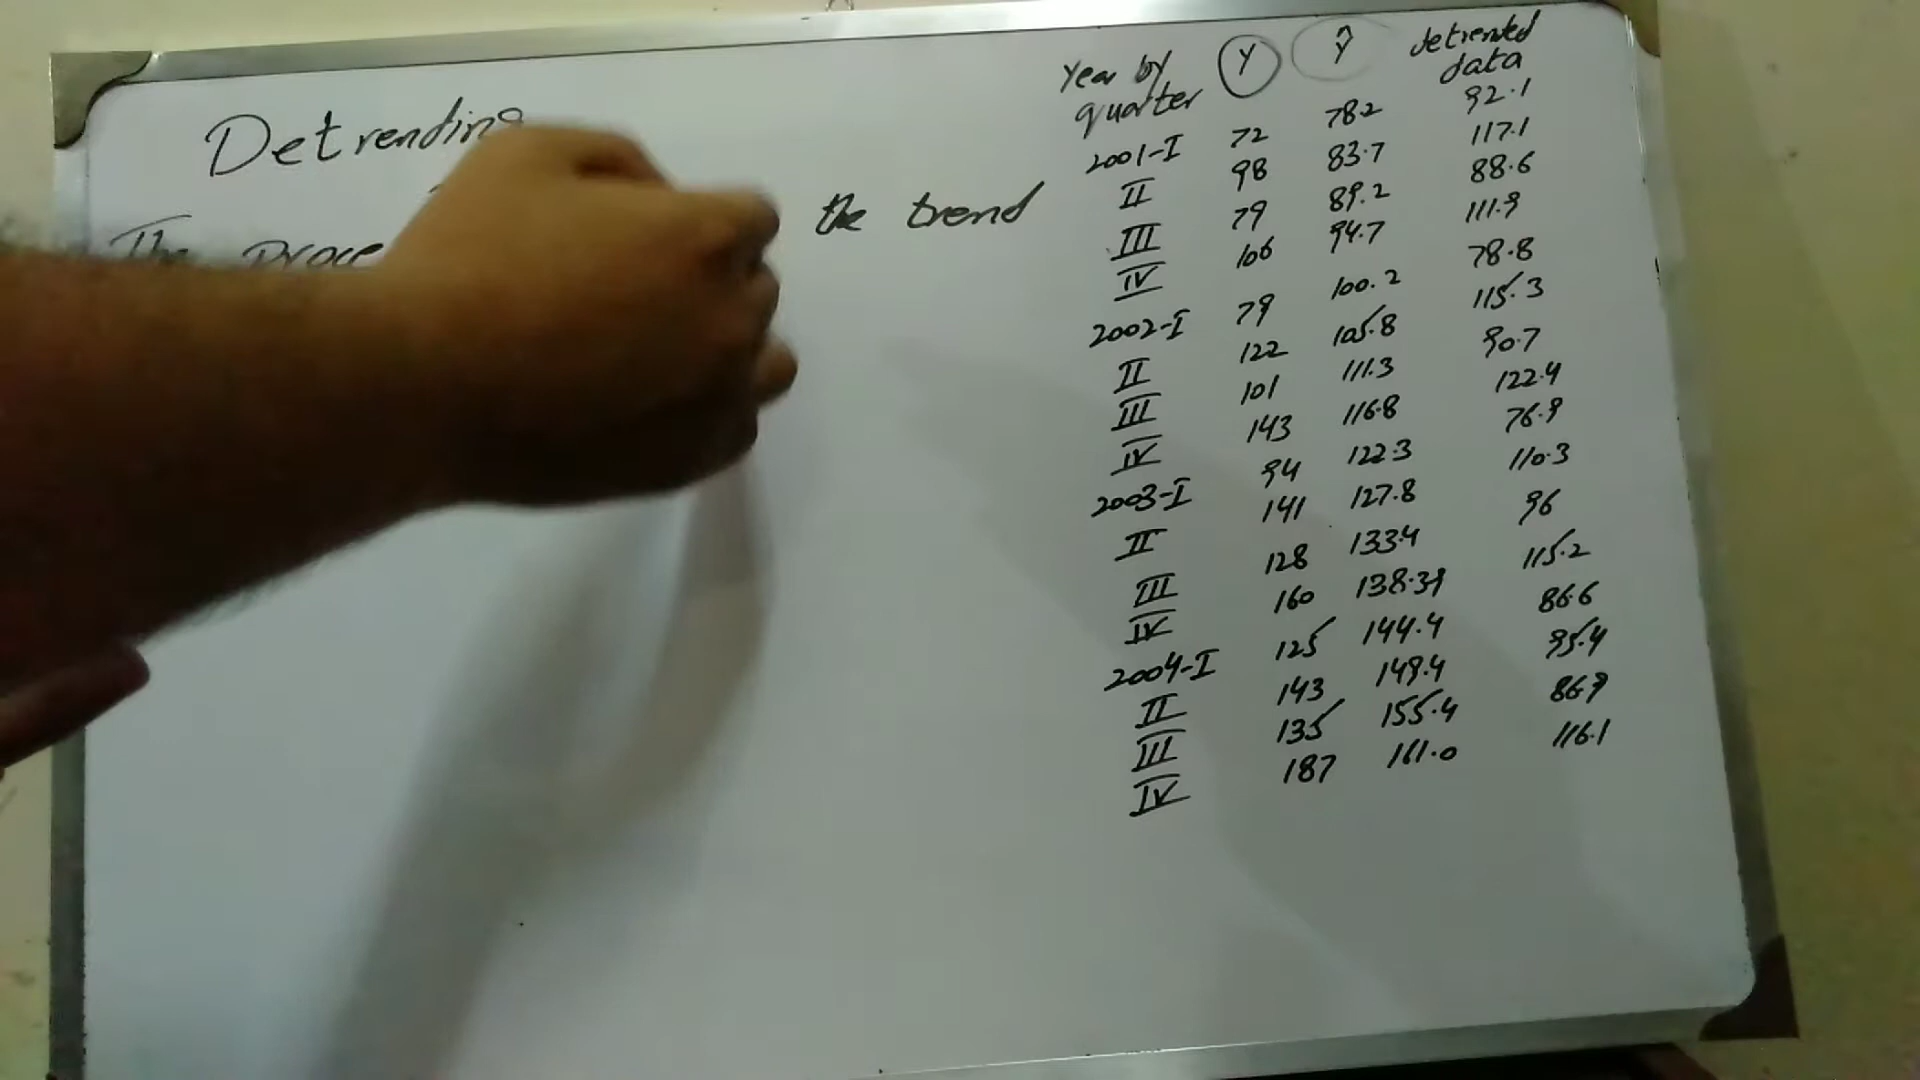 Detrending
The proce the trend
Year by quarter Y Ŷ detrended data
2001-I 72 78.2 92.1
II 98 83.7 117.1
III 79 89.2 88.6
IV 106 94.7 111.9
2002-I 79 100.2 78.8
II 122 105.8 115.3
III 101 111.3 90.7
IV 143 116.8 122.4
2003-I 94 122.3 76.9
II 141 127.8 110.3
III 128 133.4 96
IV 160 138.39 115.2
2004-I 125 144.4 86.6
II 143 149.4 95.4
III 135 155.4 86.9
IV 187 161.0 116.1